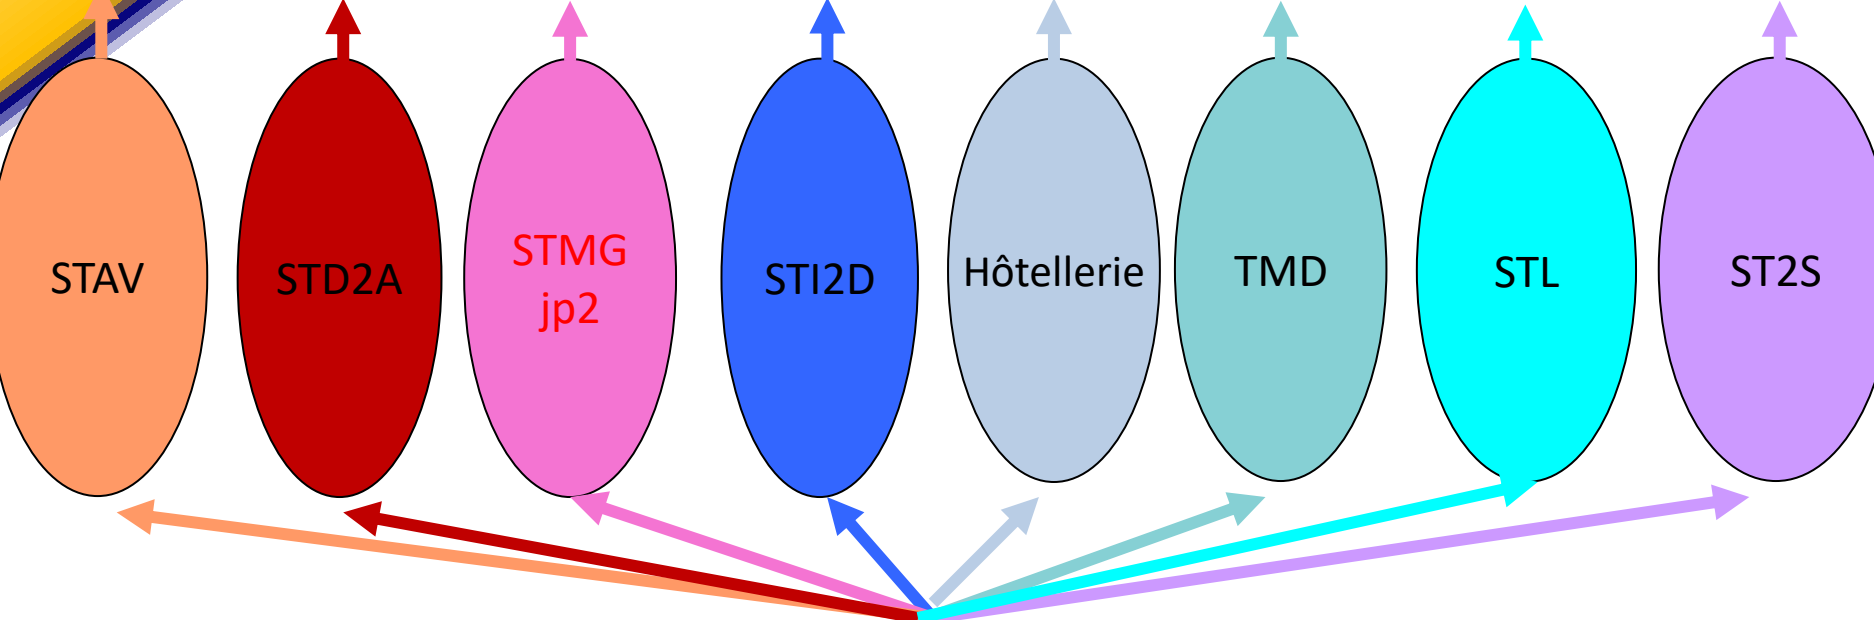 STAV
STD2A
STMG
jp2
STI2D
Hôtellerie
TMD
STL
ST2S